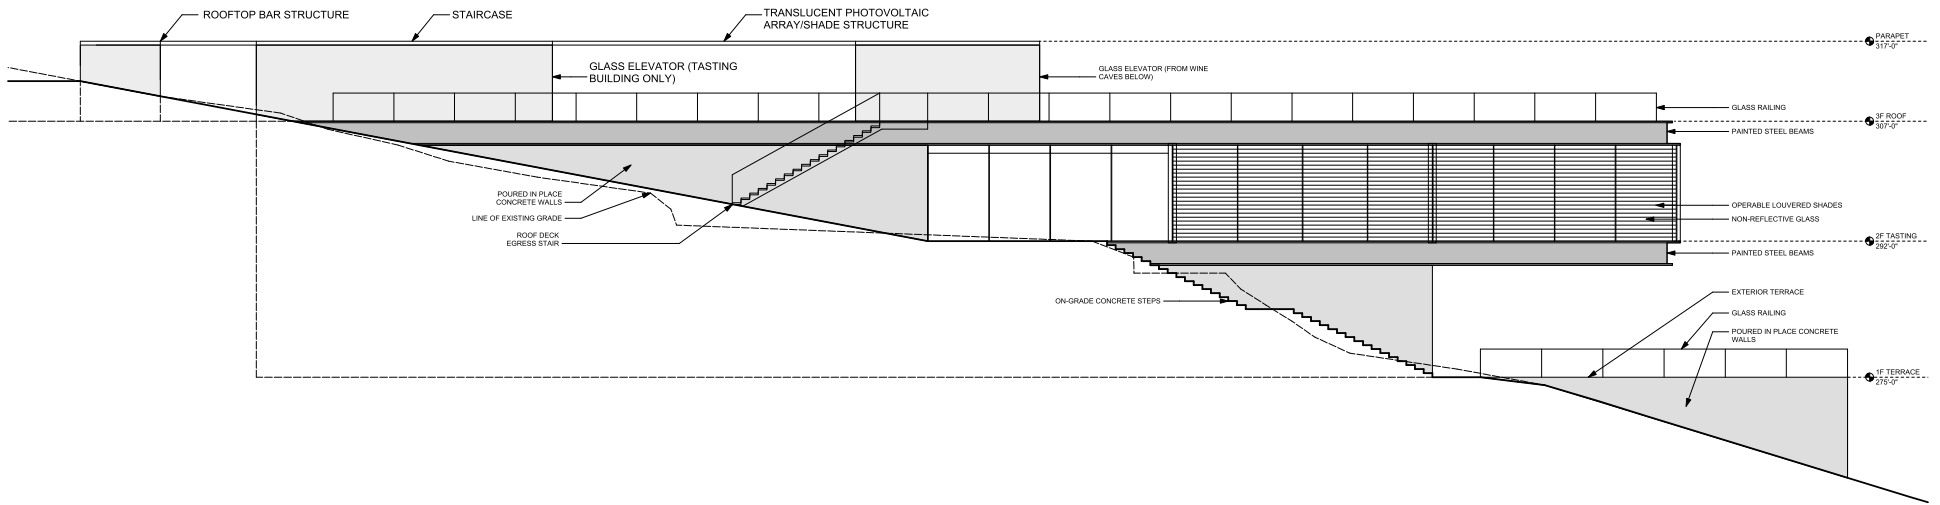 ROOFTOP BAR STRUCTURE
STAIRCASE
TRANSLUCENT PHOTOVOLTAIC
ARRAY/SHADE STRUCTURE
PARAPET
317'-0"
GLASS ELEVATOR (TASTING
BUILDING ONLY)
GLASS ELEVATOR (FROM WINE
CAVES BELOW)
GLASS RAILING
3F ROOF
307'-0"
PAINTED STEEL BEAMS
POURED IN PLACE
CONCRETE WALLS
LINE OF EXISTING GRADE
ROOF DECK
EGRESS STAIR
OPERABLE LOUVERED SHADES
NON-REFLECTIVE GLASS
2F TASTING
292'-0"
PAINTED STEEL BEAMS
ON-GRADE CONCRETE STEPS
EXTERIOR TERRACE
GLASS RAILING
POURED IN PLACE CONCRETE
WALLS
1F TERRACE
275'-0"